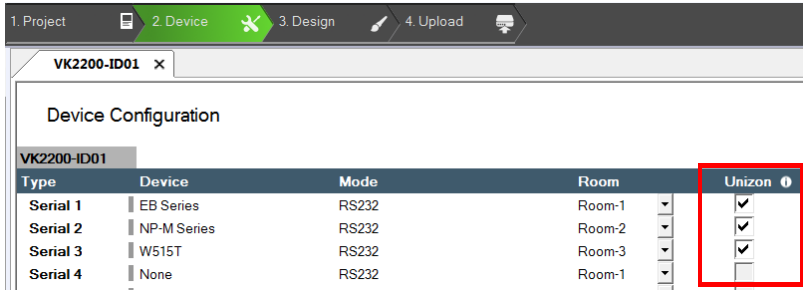 1. Project 2. Device 3. Design 4. Upload
VK2200-ID01 ×
Device Configuration
VK2200-ID01
Type Device Mode Room Unizon
Serial 1 EB Series RS232 Room-1
Serial 2 NP-M Series RS232 Room-2
Serial 3 W515T RS232 Room-3
Serial 4 None RS232 Room-1